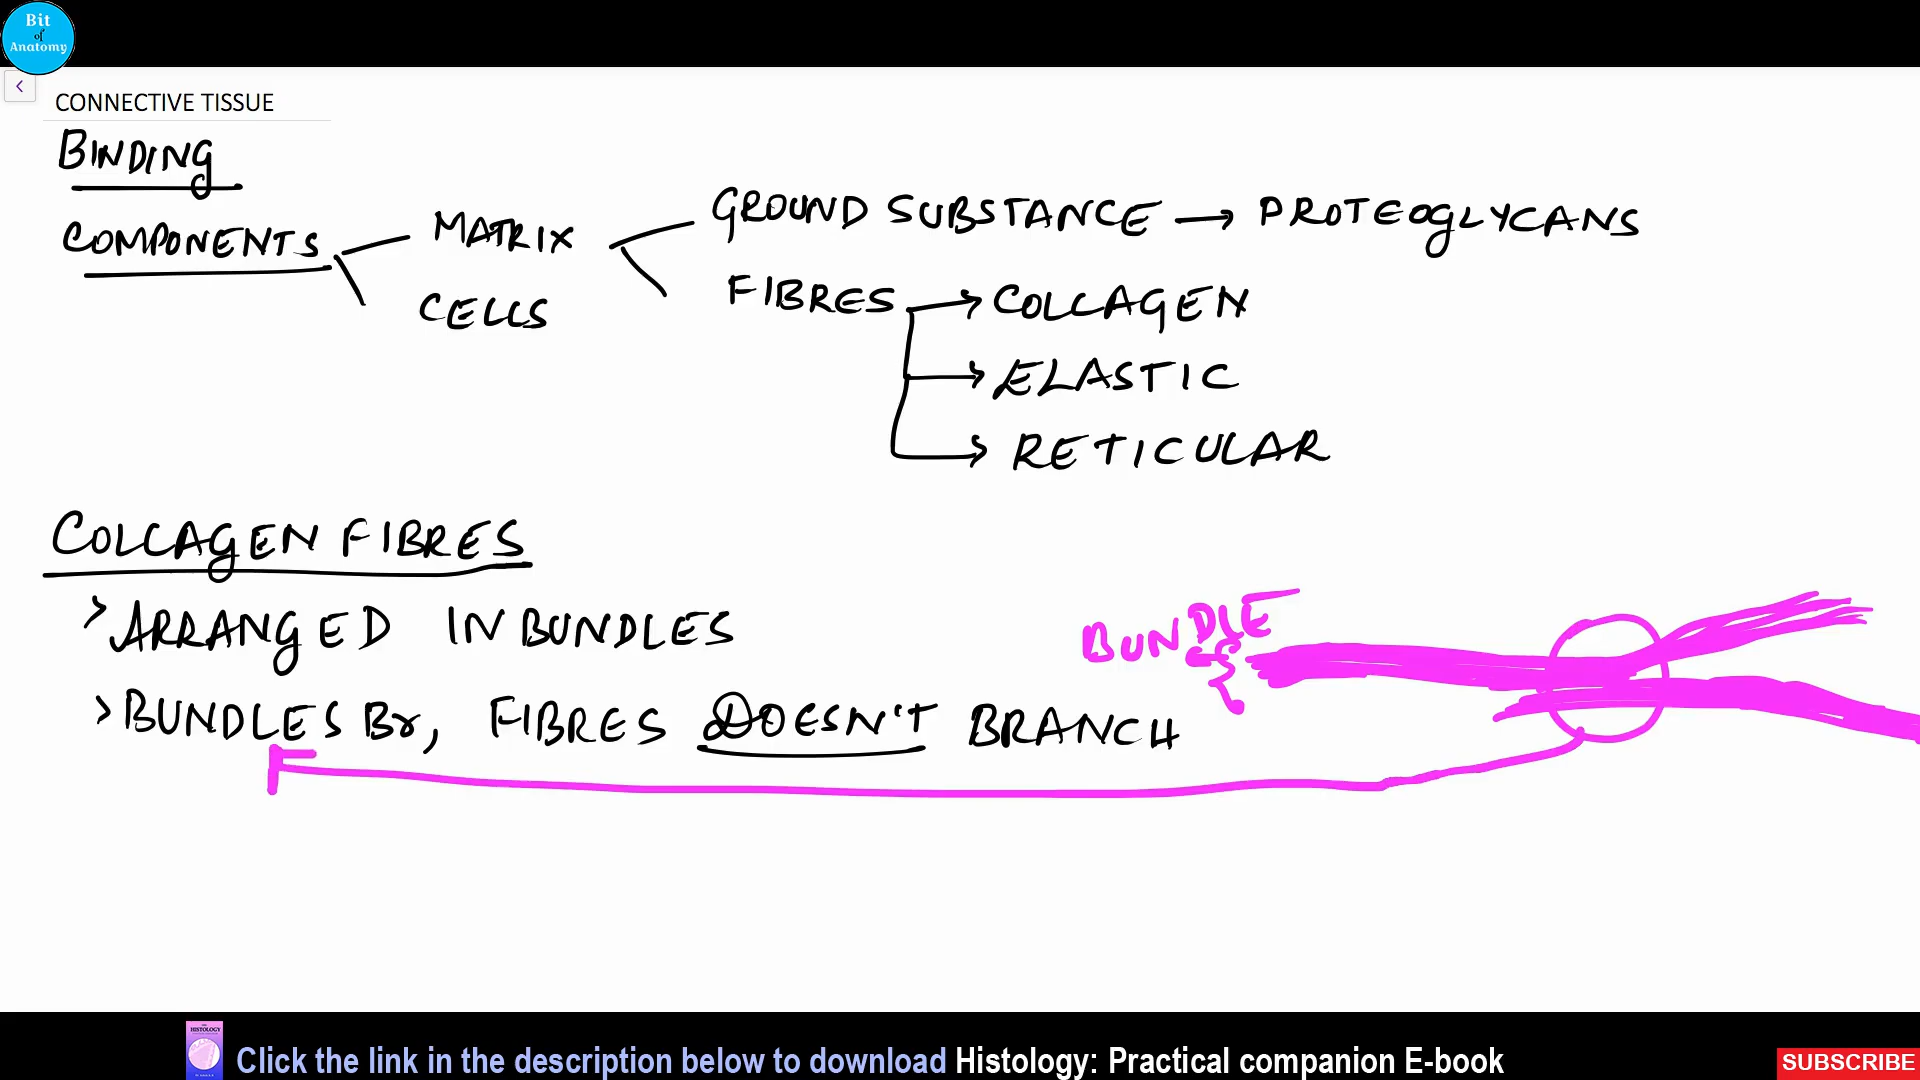 Bit
of
Anatomy
CONNECTIVE TISSUE
BINDING
COMPONENTS
MATRIX
CELLS
GROUND SUBSTANCE → PROTEOGLYCANS
FIBRES → COLLAGEN
→ ELASTIC
→ RETICULAR
COLLAGEN FIBRES
> ARRANGED IN BUNDLES
> BUNDLES Br, FIBRES DOESN'T BRANCH
BUNDLE
HISTOLOGY
Click the link in the description below to download Histology: Practical companion E-book
SUBSCRIBE